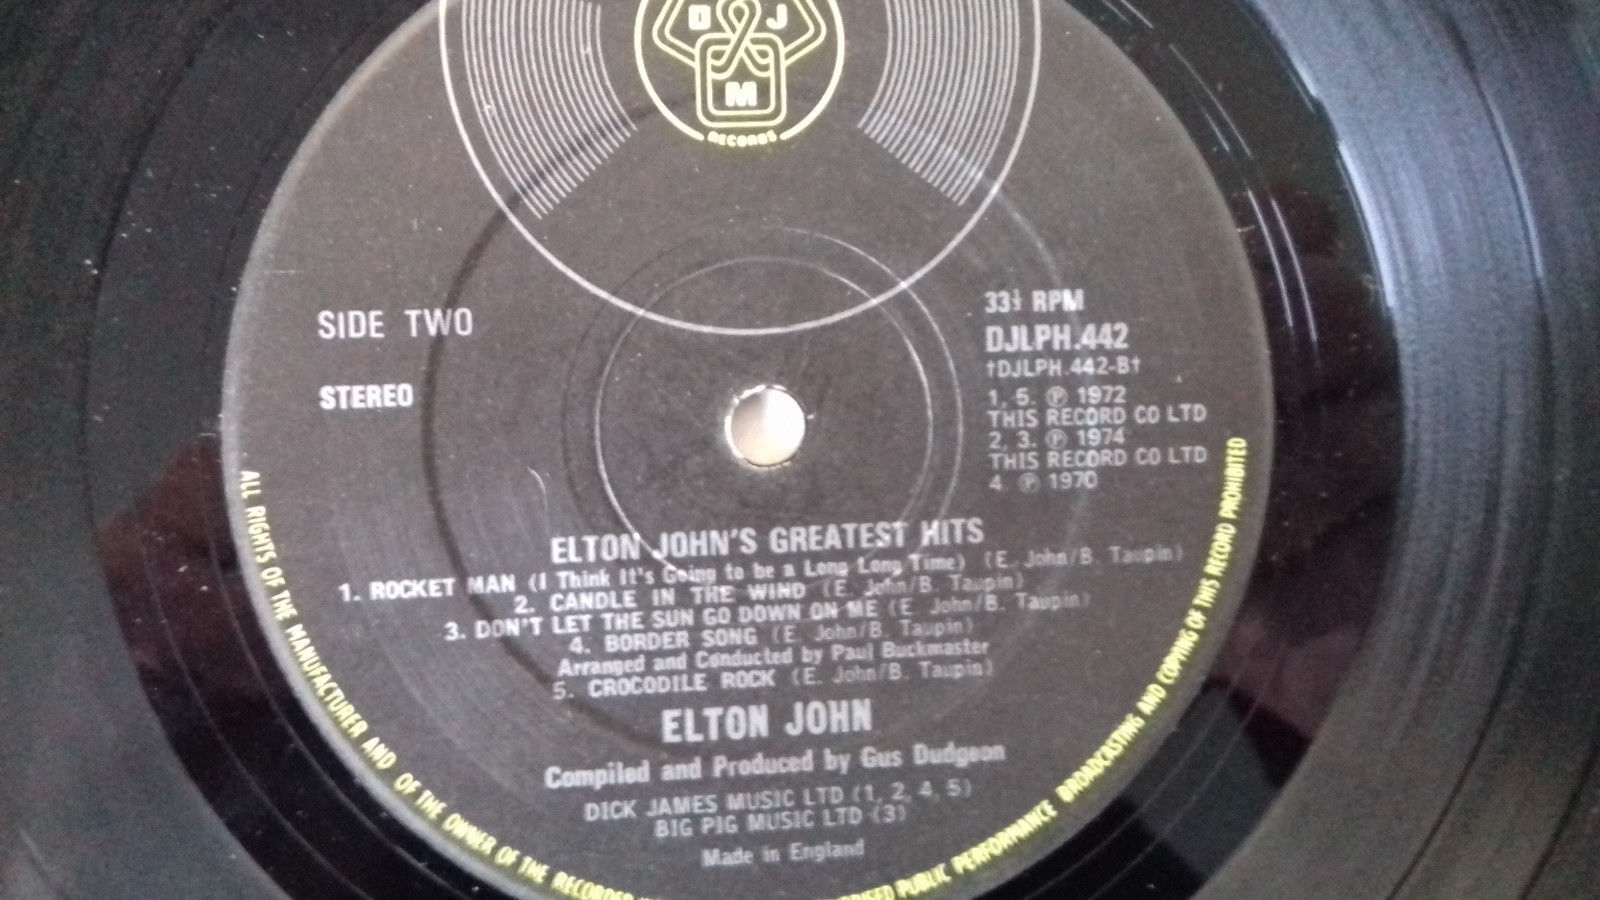 D J
M
RECORDS
SIDE TWO
STEREO
33⅓ RPM
DJLPH.442
†DJLPH.442-B†
1, 5. ℗ 1972
THIS RECORD CO LTD
2, 3. ℗ 1974
THIS RECORD CO LTD
4. ℗ 1970
ELTON JOHN'S GREATEST HITS
1. ROCKET MAN (I Think It's Going to be a Long Long Time) (E. John/B. Taupin)
2. CANDLE IN THE WIND (E. John/B. Taupin)
3. DON'T LET THE SUN GO DOWN ON ME (E. John/B. Taupin)
4. BORDER SONG (E. John/B. Taupin)
Arranged and Conducted by Paul Buckmaster
5. CROCODILE ROCK (E. John/B. Taupin)
ELTON JOHN
Compiled and Produced by Gus Dudgeon
DICK JAMES MUSIC LTD (1, 2, 4, 5)
BIG PIG MUSIC LTD (3)
Made in England
ALL RIGHTS OF THE MANUFACTURER AND OF THE OWNER OF THE RECORDED PUBLIC PERFORMANCE BROADCASTING AND COPYING OF THIS RECORD PROHIBITED